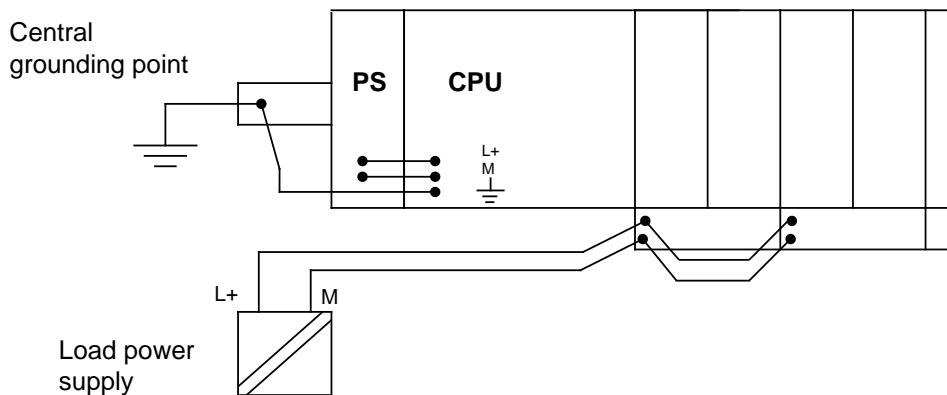 Central
grounding point
PS
CPU
L+
M
L+
M
Load power
supply